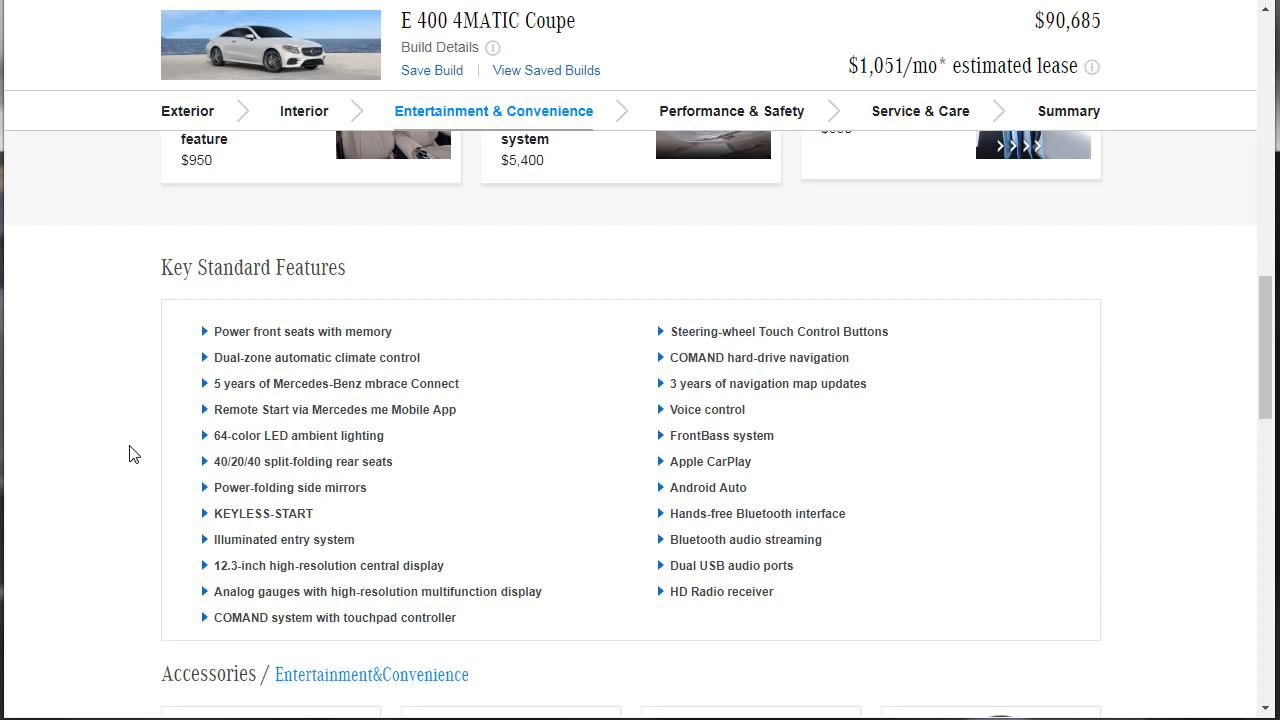 E 400 4MATIC Coupe
$90,685
Build Details
$1,051/mo* estimated lease
Save Build | View Saved Builds
Exterior Interior Entertainment & Convenience Performance & Safety Service & Care Summary
feature
system
$950
$5,400
Key Standard Features
Power front seats with memory
Dual-zone automatic climate control
5 years of Mercedes-Benz mbrace Connect
Remote Start via Mercedes me Mobile App
64-color LED ambient lighting
40/20/40 split-folding rear seats
Power-folding side mirrors
KEYLESS-START
Illuminated entry system
12.3-inch high-resolution central display
Analog gauges with high-resolution multifunction display
COMAND system with touchpad controller
Steering-wheel Touch Control Buttons
COMAND hard-drive navigation
3 years of navigation map updates
Voice control
FrontBass system
Apple CarPlay
Android Auto
Hands-free Bluetooth interface
Bluetooth audio streaming
Dual USB audio ports
HD Radio receiver
Accessories / Entertainment&Convenience